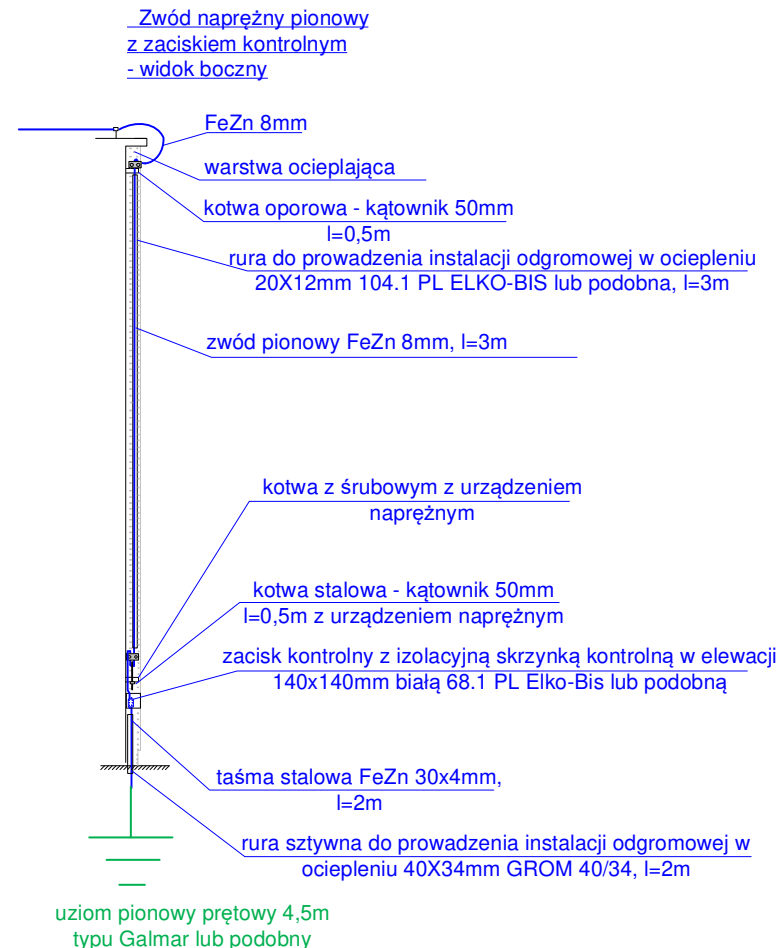 Zwód naprężny pionowy
z zaciskiem kontrolnym
- widok boczny
FeZn 8mm
warstwa ocieplająca
kotwa oporowa - kątownik 50mm
l=0,5m
rura do prowadzenia instalacji odgromowej w ociepleniu
20X12mm 104.1 PL ELKO-BIS lub podobna, l=3m
zwód pionowy FeZn 8mm, l=3m
kotwa z śrubowym z urządzeniem
naprężnym
kotwa stalowa - kątownik 50mm
l=0,5m z urządzeniem naprężnym
zacisk kontrolny z izolacyjną skrzynką kontrolną w elewacji
140x140mm białą 68.1 PL Elko-Bis lub podobną
taśma stalowa FeZn 30x4mm,
l=2m
rura sztywna do prowadzenia instalacji odgromowej w
ociepleniu 40X34mm GROM 40/34, l=2m
uziom pionowy prętowy 4,5m
typu Galmar lub podobny